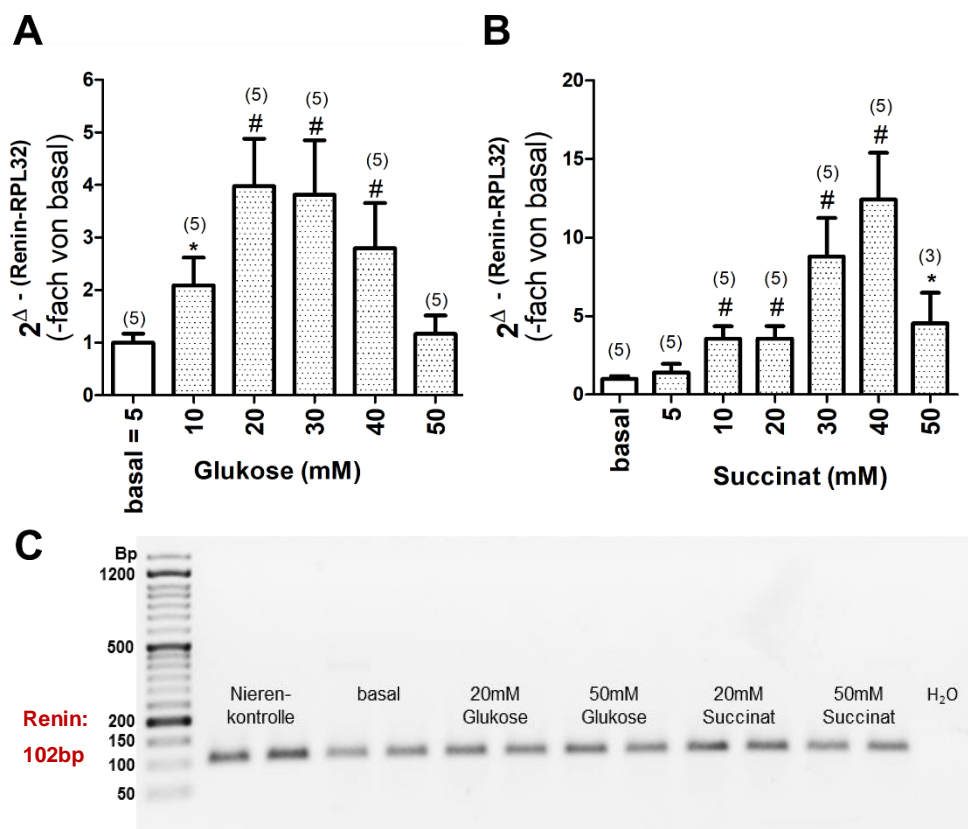 A
2^Δ - (Renin-RPL32)
(-fach von basal)
6
5
4
3
2
1
0
(5)
(5)
*
(5)
#
(5)
#
(5)
#
(5)
basal = 5
10
20
30
40
50
Glukose (mM)
B
2^Δ - (Renin-RPL32)
(-fach von basal)
20
15
10
5
0
(5)
(5)
(5)
#
(5)
#
(5)
#
(5)
#
(3)
*
basal
5
10
20
30
40
50
Succinat (mM)
C
Bp
1200
500
200
150
100
50
Renin:
102bp
Nieren-
kontrolle
basal
20mM
Glukose
50mM
Glukose
20mM
Succinat
50mM
Succinat
H₂O